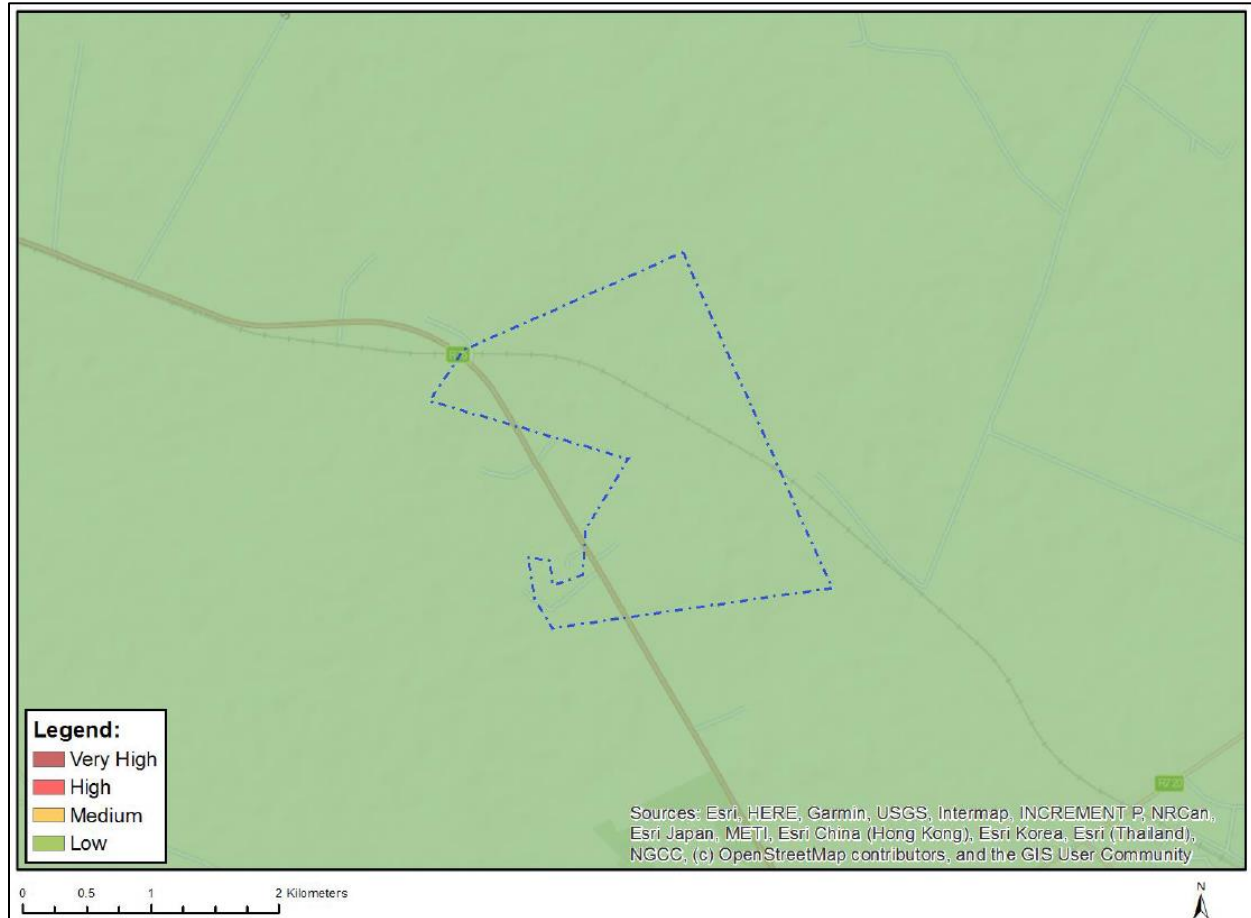 Legend:
Very High
High
Medium
Low
Sources: Esri, HERE, Garmin, USGS, Intermap, INCREMENT P, NRCan,
Esri Japan, METI, Esri China (Hong Kong), Esri Korea, Esri (Thailand),
NGCC, (c) OpenStreetMap contributors, and the GIS User Community
0 0.5 1 2 Kilometers
N